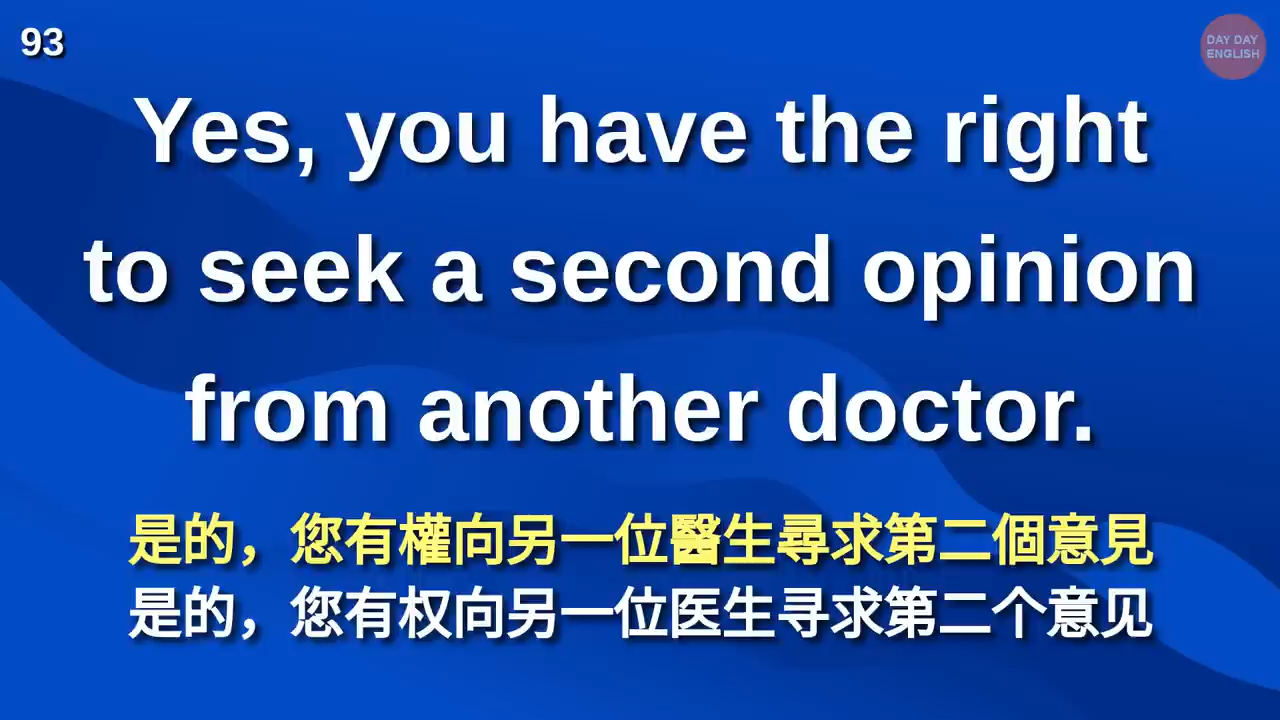 93
DAY DAY
ENGLISH
Yes, you have the right
to seek a second opinion
from another doctor.
是的，您有權向另一位醫生尋求第二個意見
是的，您有权向另一位医生寻求第二个意见